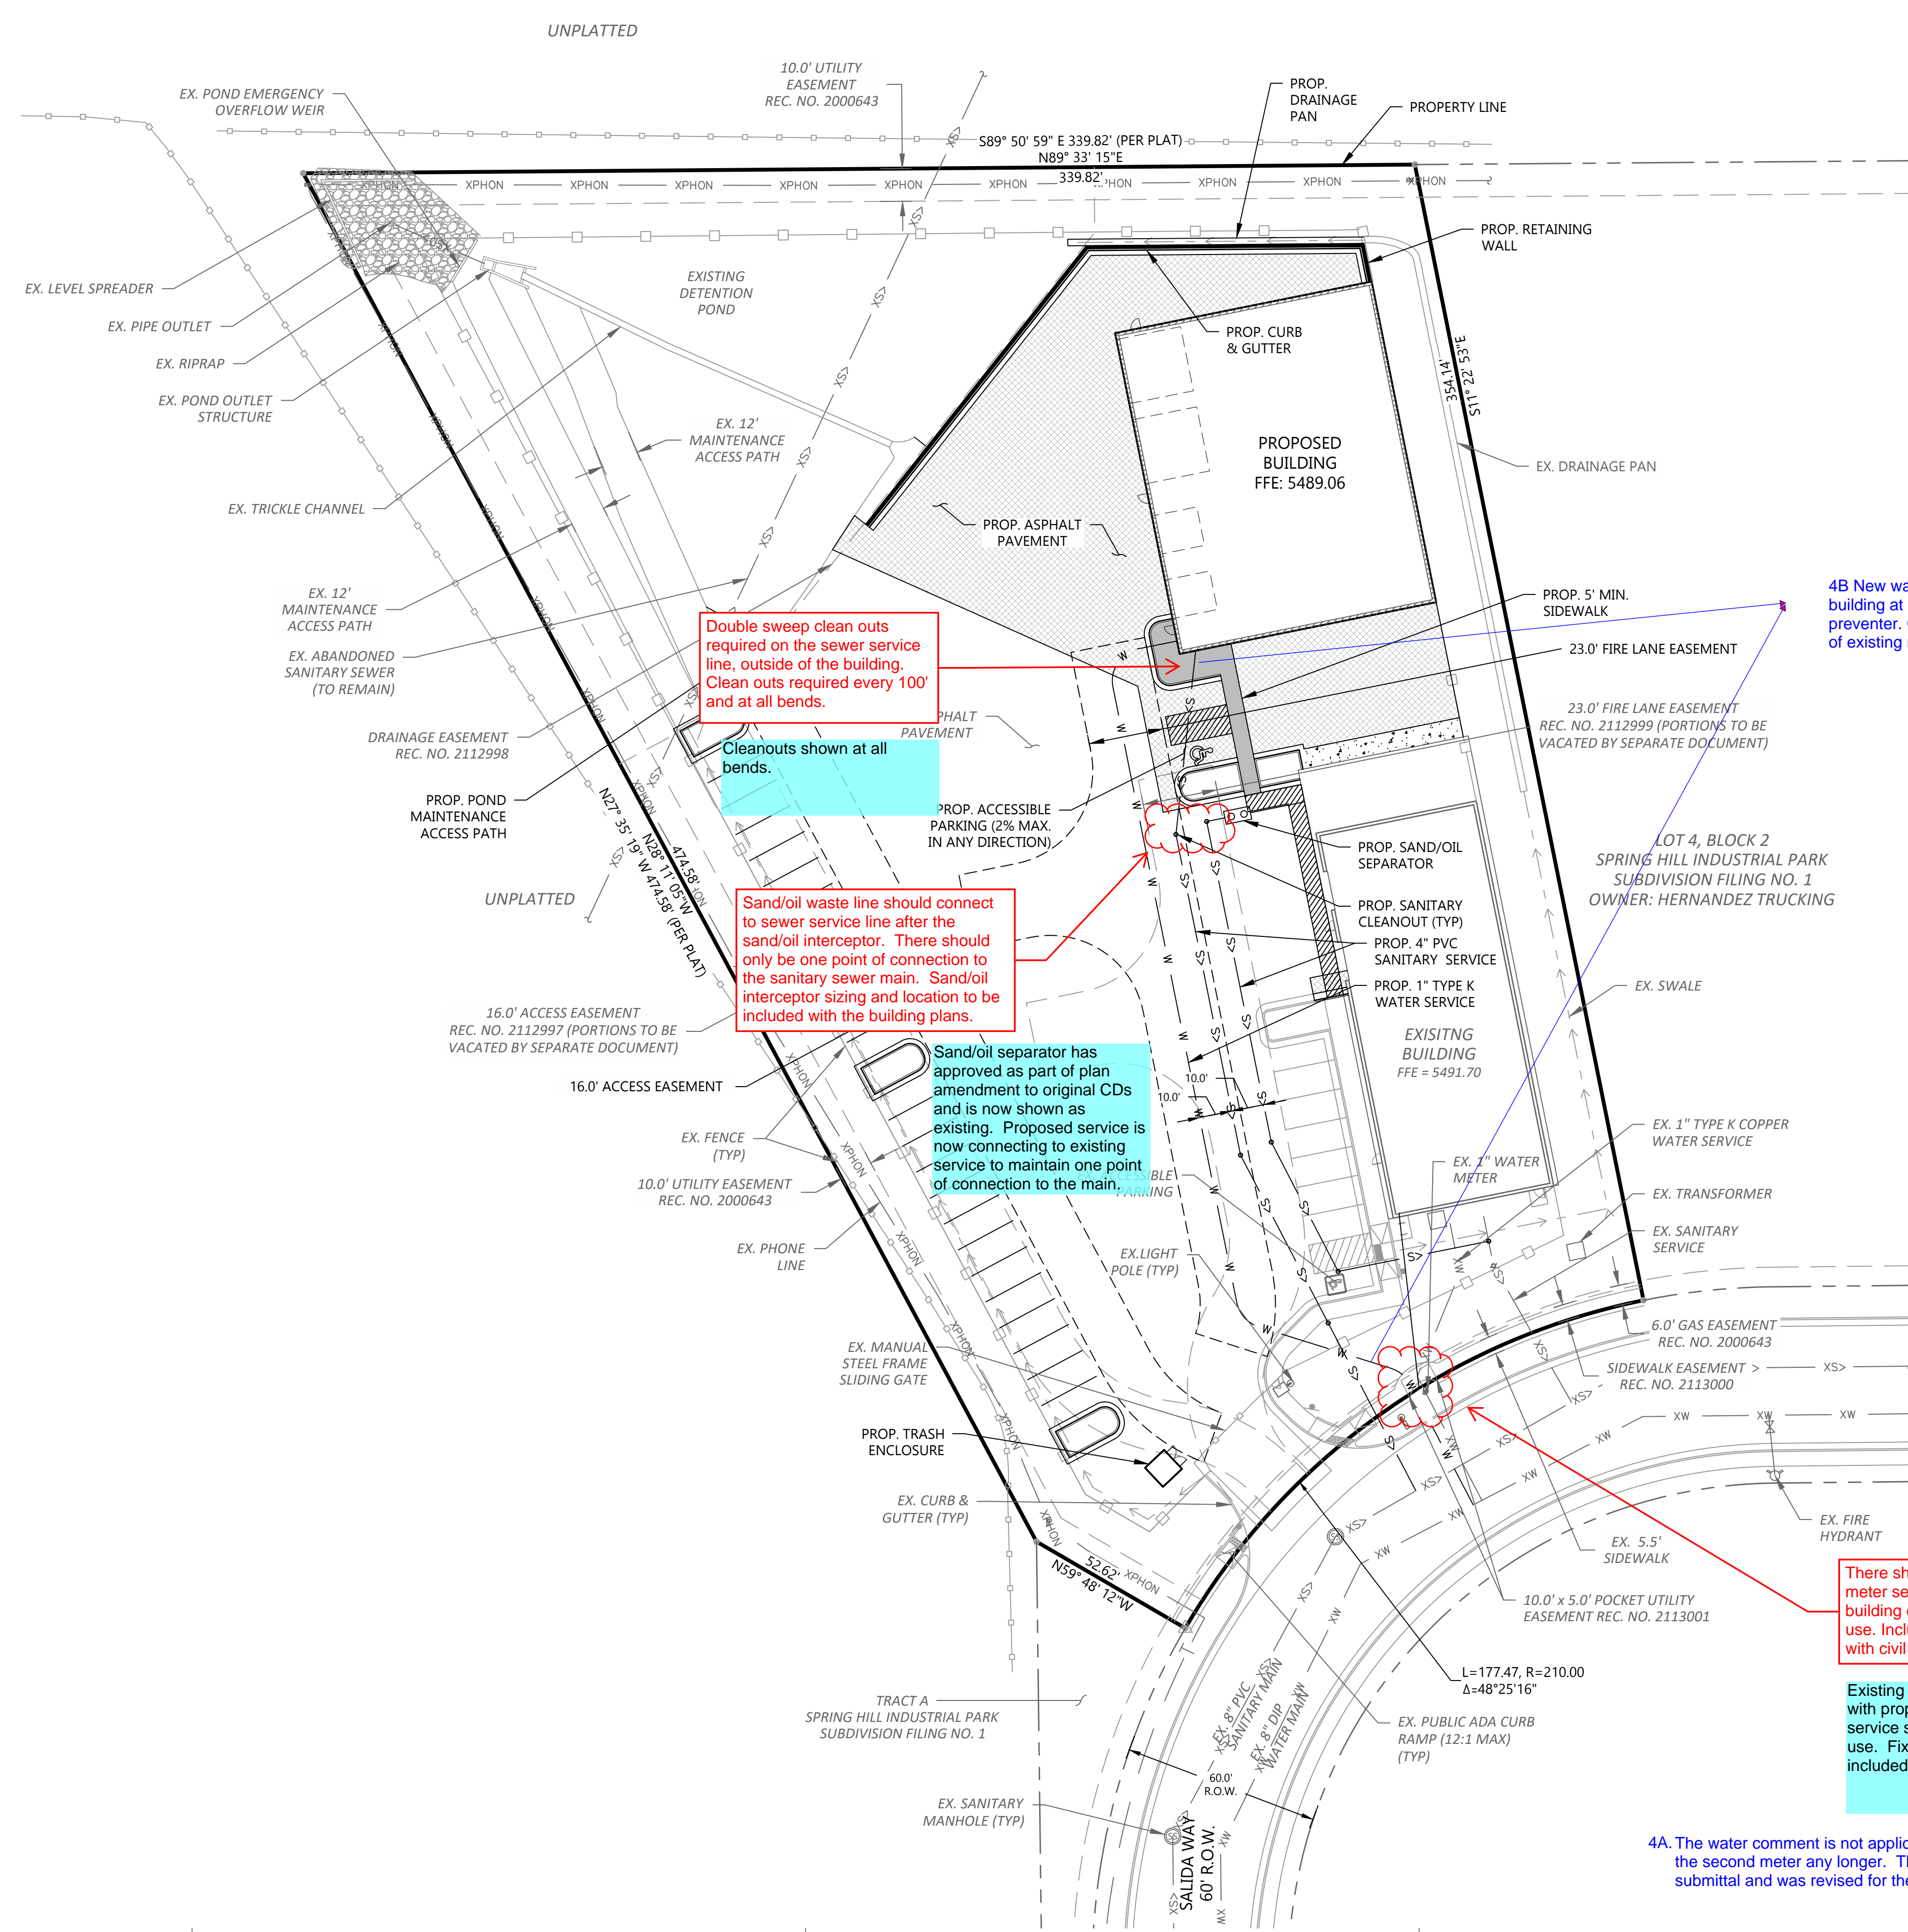 UNPLATTED
10.0' UTILITY
EASEMENT
REC. NO. 2000643
EX. POND EMERGENCY
OVERFLOW WEIR
PROP.
DRAINAGE
PAN
PROPERTY LINE
S89° 50' 59" E 339.82' (PER PLAT)
N89° 33' 15"E
339.82'
XPHON
PROP. RETAINING
WALL
EX. LEVEL SPREADER
EX. PIPE OUTLET
EX. RIPRAP
EX. POND OUTLET
STRUCTURE
EXISTING
DETENTION
POND
PROP. CURB
& GUTTER
354.14'
S11° 22' 53"E
EX. 12'
MAINTENANCE
ACCESS PATH
PROPOSED
BUILDING
FFE: 5489.06
EX. DRAINAGE PAN
EX. TRICKLE CHANNEL
PROP. ASPHALT
PAVEMENT
EX. 12'
MAINTENANCE
ACCESS PATH
PROP. 5' MIN.
SIDEWALK
4B New wa
building at
preventer.
of existing
23.0' FIRE LANE EASEMENT
EX. ABANDONED
SANITARY SEWER
(TO REMAIN)
Double sweep clean outs
required on the sewer service
line, outside of the building.
Clean outs required every 100'
and at all bends.
23.0' FIRE LANE EASEMENT
REC. NO. 2112999 (PORTIONS TO BE
VACATED BY SEPARATE DOCUMENT)
DRAINAGE EASEMENT
REC. NO. 2112998
PHALT
PAVEMENT
Cleanouts shown at all
bends.
PROP. POND
MAINTENANCE
ACCESS PATH
PROP. ACCESSIBLE
PARKING (2% MAX.
IN ANY DIRECTION)
PROP. SAND/OIL
SEPARATOR
LOT 4, BLOCK 2
SPRING HILL INDUSTRIAL PARK
SUBDIVISION FILING NO. 1
OWNER: HERNANDEZ TRUCKING
474.58'
N28° 11' 05"W
N27° 35' 19" W 474.58' (PER PLAT)
UNPLATTED
Sand/oil waste line should connect
to sewer service line after the
sand/oil interceptor. There should
only be one point of connection to
the sanitary sewer main. Sand/oil
interceptor sizing and location to be
included with the building plans.
PROP. SANITARY
CLEANOUT (TYP)
PROP. 4" PVC
SANITARY SERVICE
PROP. 1" TYPE K
WATER SERVICE
EX. SWALE
16.0' ACCESS EASEMENT
REC. NO. 2112997 (PORTIONS TO BE
VACATED BY SEPARATE DOCUMENT)
EXISITNG
BUILDING
FFE = 5491.70
Sand/oil separator has
approved as part of plan
amendment to original CDs
and is now shown as
existing. Proposed service is
now connecting to existing
service to maintain one point
of connection to the main.
10.0'
10.0'
16.0' ACCESS EASEMENT
EX. FENCE
(TYP)
EX. 1" TYPE K COPPER
WATER SERVICE
EX. 1" WATER
METER
10.0' UTILITY EASEMENT
REC. NO. 2000643
PARKING
EX. TRANSFORMER
EX. SANITARY
SERVICE
EX. PHONE
LINE
EX.LIGHT
POLE (TYP)
6.0' GAS EASEMENT
REC. NO. 2000643
EX. MANUAL
STEEL FRAME
SLIDING GATE
SIDEWALK EASEMENT
REC. NO. 2113000
PROP. TRASH
ENCLOSURE
EX. CURB &
GUTTER (TYP)
EX. FIRE
HYDRANT
EX. 5.5'
SIDEWALK
52.62'
N59° 48' 12"W
10.0' x 5.0' POCKET UTILITY
EASEMENT REC. NO. 2113001
There sh
meter se
building
use. Incl
with civil
L=177.47, R=210.00
Δ=48°25'16"
Existing
with prop
service s
use. Fix
included
TRACT A
SPRING HILL INDUSTRIAL PARK
SUBDIVISION FILING NO. 1
EX. 8" PVC
SANITARY MAIN
EX. 8" DIP
WATER MAIN
EX. PUBLIC ADA CURB
RAMP (12:1 MAX)
(TYP)
60.0'
R.O.W.
EX. SANITARY
MANHOLE (TYP)
SALIDA WAY
60' R.O.W.
4A. The water comment is not applic
the second meter any longer. Th
submittal and was revised for the